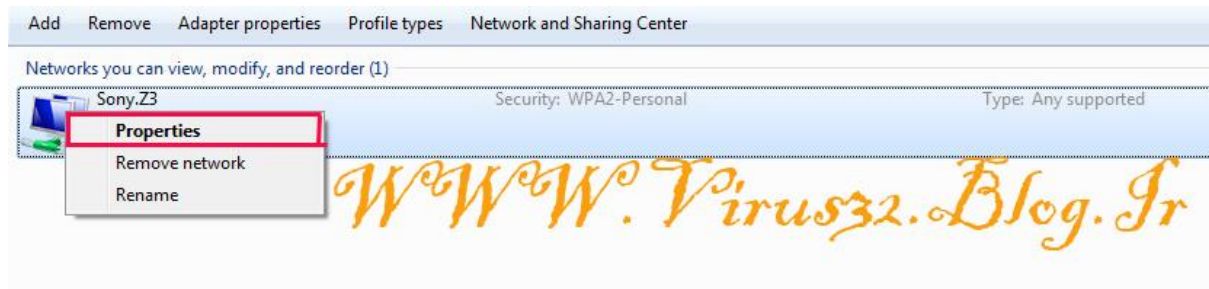 Add Remove Adapter properties Profile types Network and Sharing Center
Networks you can view, modify, and reorder (1)
Sony.Z3 Security: WPA2-Personal Type: Any supported
Properties
Remove network
Rename
WWW.Virus32.Blog.Ir